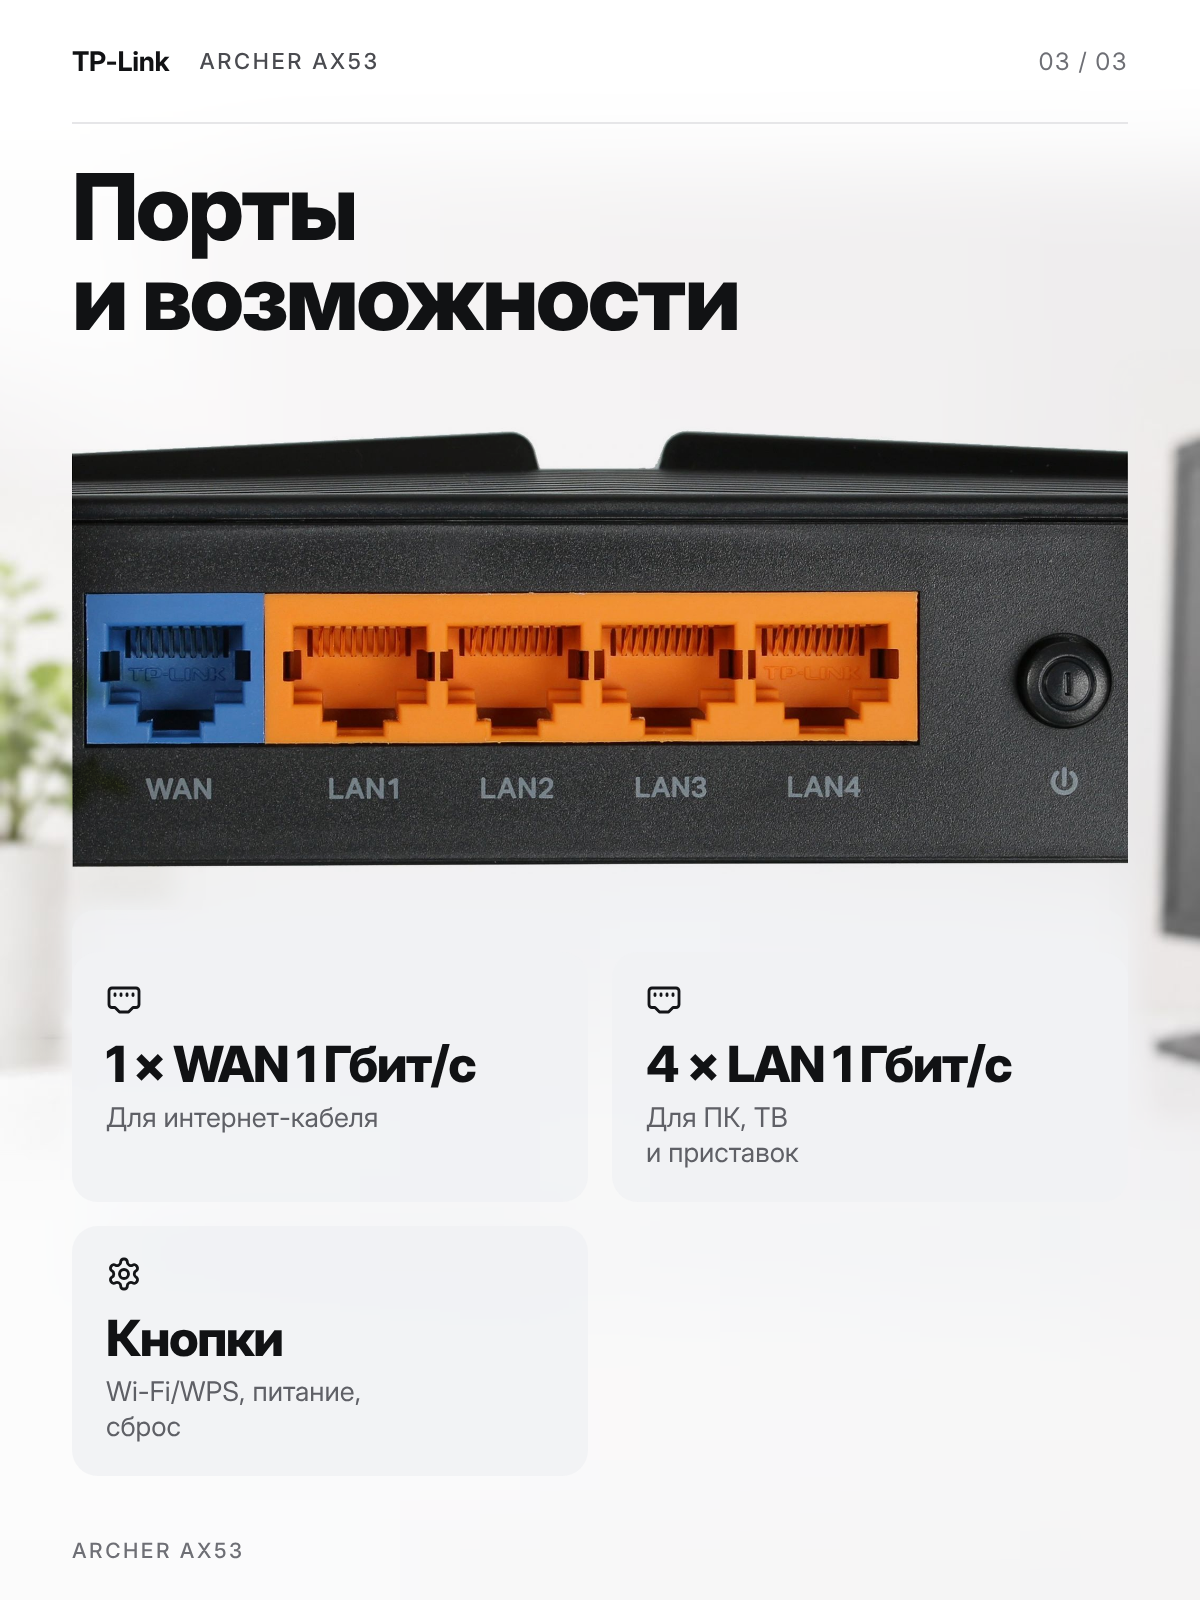 TP-Link ARCHER AX53 03 / 03
Порты
и возможности
TP-LINK TP-LINK
WAN LAN1 LAN2 LAN3 LAN4
1 × WAN 1 Гбит/с
Для интернет-кабеля
4 × LAN 1 Гбит/с
Для ПК, ТВ
и приставок
Кнопки
Wi-Fi/WPS, питание,
сброс
ARCHER AX53